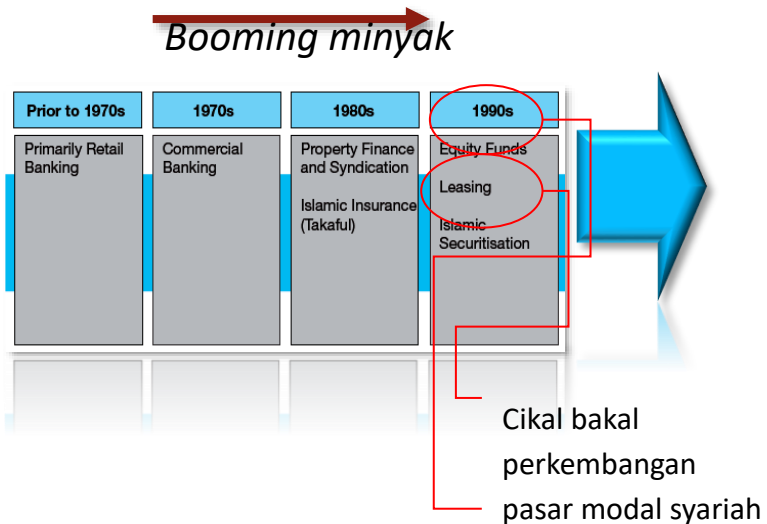 Booming minyak
Prior to 1970s
1970s
1980s
1990s
Primarily Retail
Banking
Commercial
Banking
Property Finance
and Syndication
Islamic Insurance
(Takaful)
Equity Funds
Leasing
Islamic
Securitisation
Cikal bakal
perkembangan
pasar modal syariah